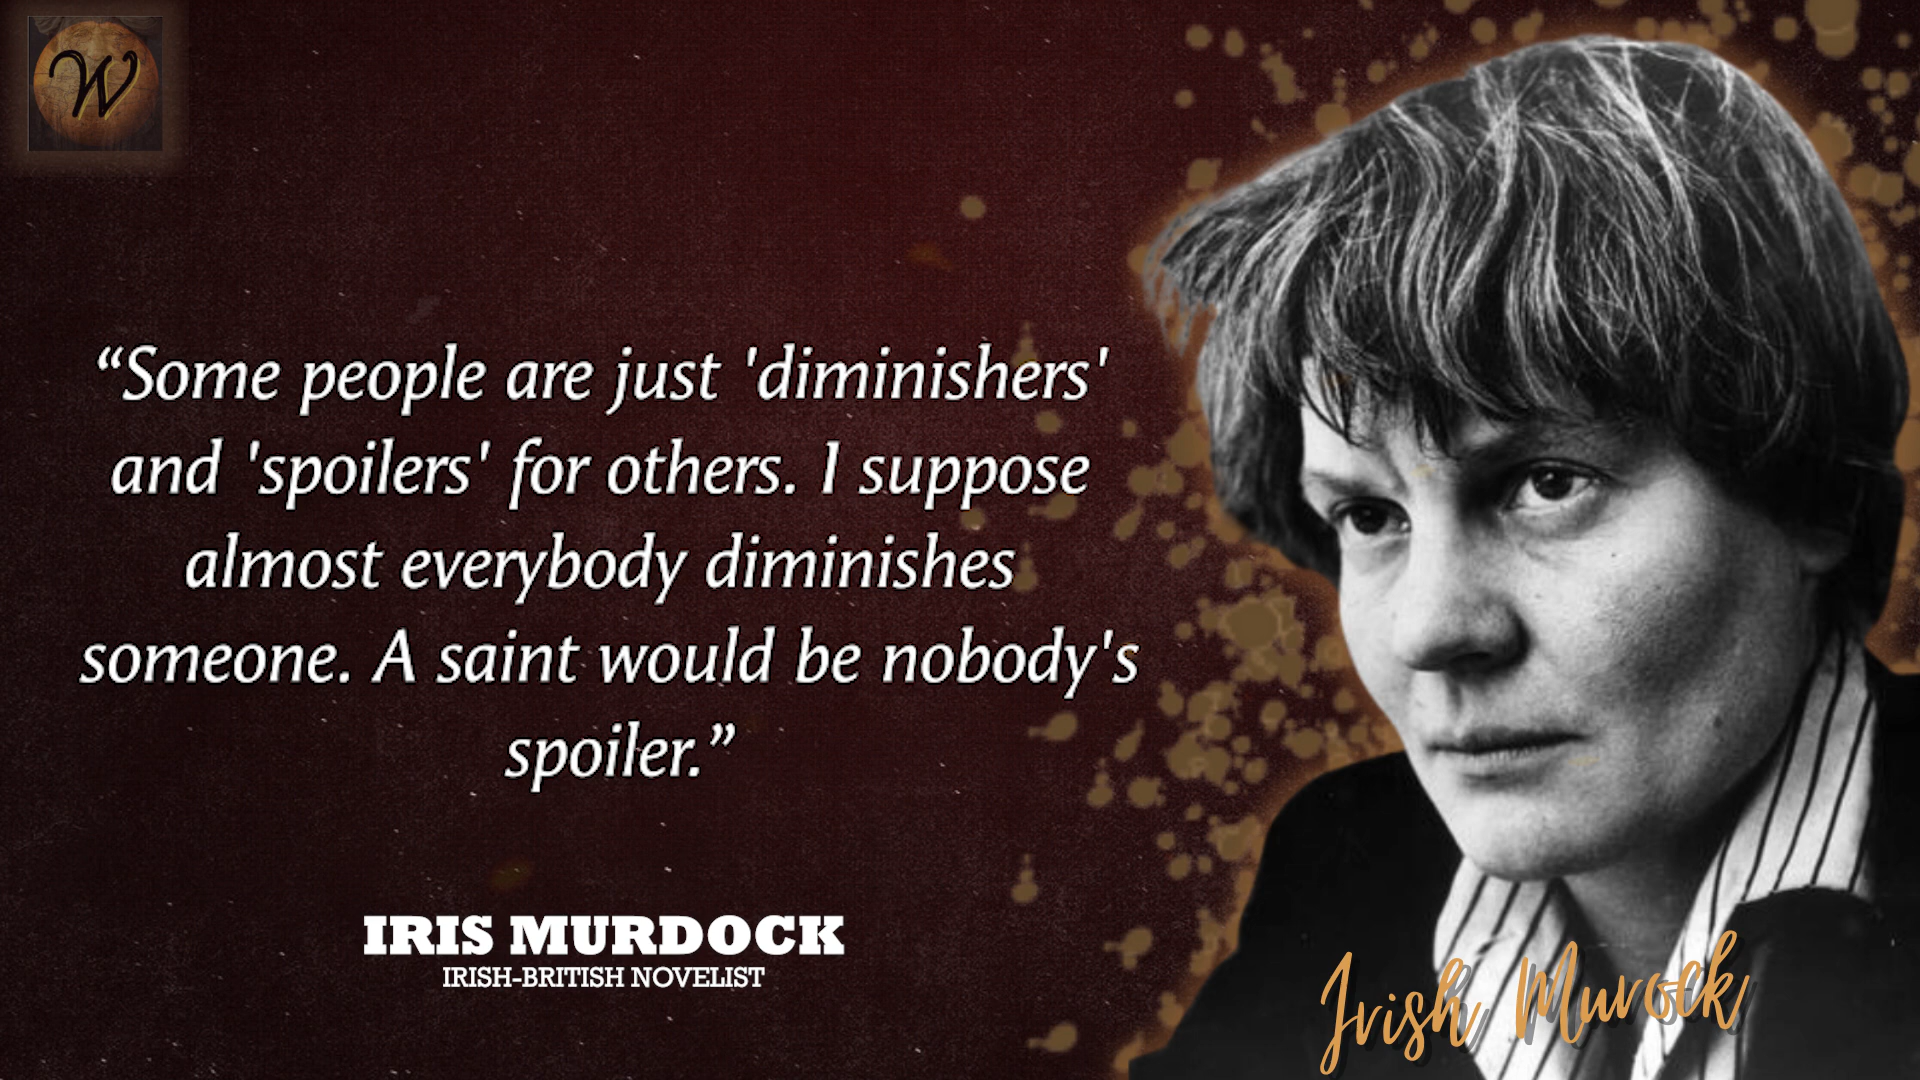 W
“Some people are just 'diminishers'
and 'spoilers' for others. I suppose
almost everybody diminishes
someone. A saint would be nobody's
spoiler.”
IRIS MURDOCK
IRISH-BRITISH NOVELIST
Irish Murock